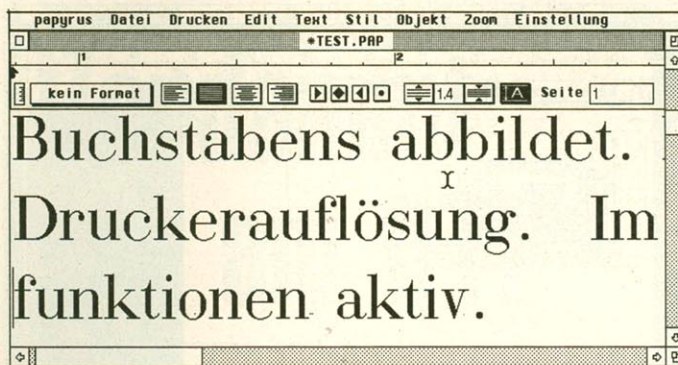 papyrus Datei Drucken Edit Text Stil Objekt Zoom Einstellung
*TEST.PAP
1 2
kein Format 1.4 A Seite 1
Buchstabens abbildet.
Druckerauflösung. Im
funktionen aktiv.